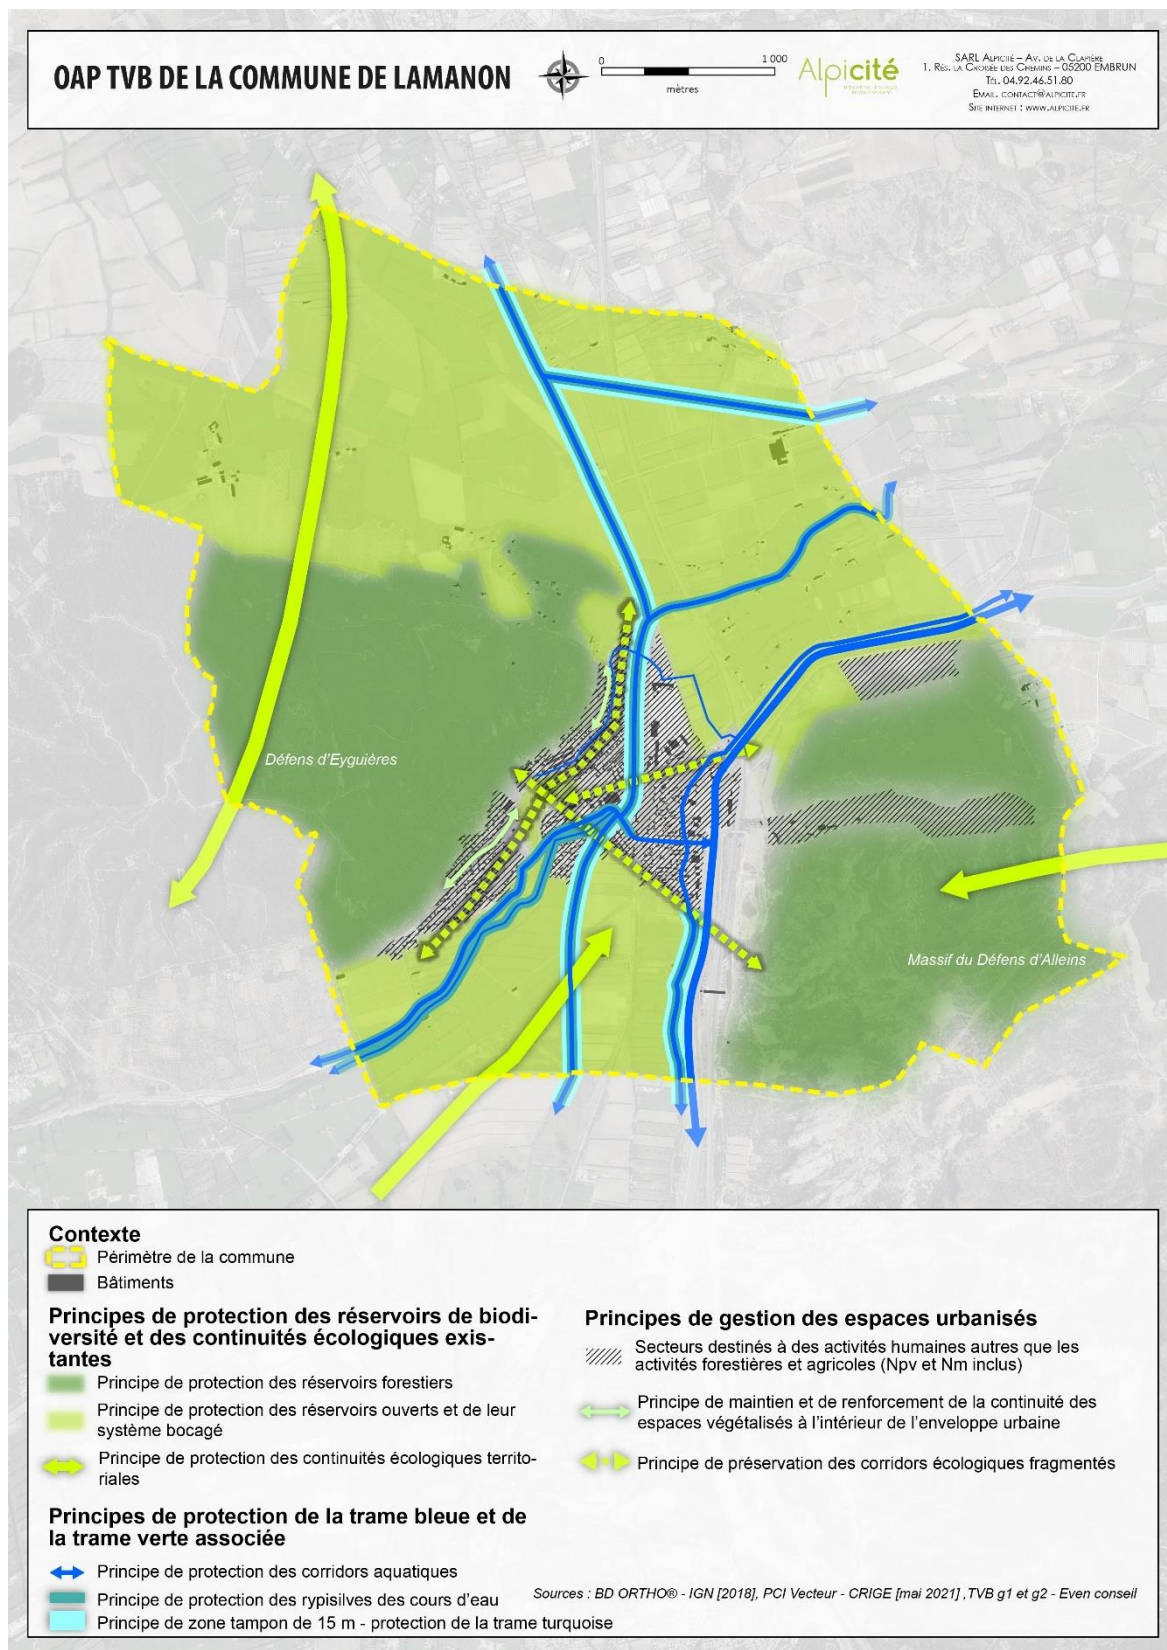 OAP TVB DE LA COMMUNE DE LAMANON
0 1 000
mètres
Alpicité
SARL Alpicité – Av. de la Clapière
1, Rés. la Croisée des Chemins – 05200 EMBRUN
Tél. 04.92.46.51.80
Email. contact@alpicite.fr
Site internet : www.alpicite.fr
Défens d'Eyguières
Massif du Défens d'Alleins
Contexte
Périmètre de la commune
Bâtiments
Principes de protection des réservoirs de biodi-
versité et des continuités écologiques exis-
tantes
Principe de protection des réservoirs forestiers
Principe de protection des réservoirs ouverts et de leur
système bocagé
Principe de protection des continuités écologiques territo-
riales
Principes de protection de la trame bleue et de
la trame verte associée
Principe de protection des corridors aquatiques
Principe de protection des rypisilves des cours d'eau
Principe de zone tampon de 15 m - protection de la trame turquoise
Principes de gestion des espaces urbanisés
Secteurs destinés à des activités humaines autres que les
activités forestières et agricoles (Npv et Nm inclus)
Principe de maintien et de renforcement de la continuité des
espaces végétalisés à l'intérieur de l'enveloppe urbaine
Principe de préservation des corridors écologiques fragmentés
Sources : BD ORTHO® - IGN [2018], PCI Vecteur - CRIGE [mai 2021] ,TVB g1 et g2 - Even conseil